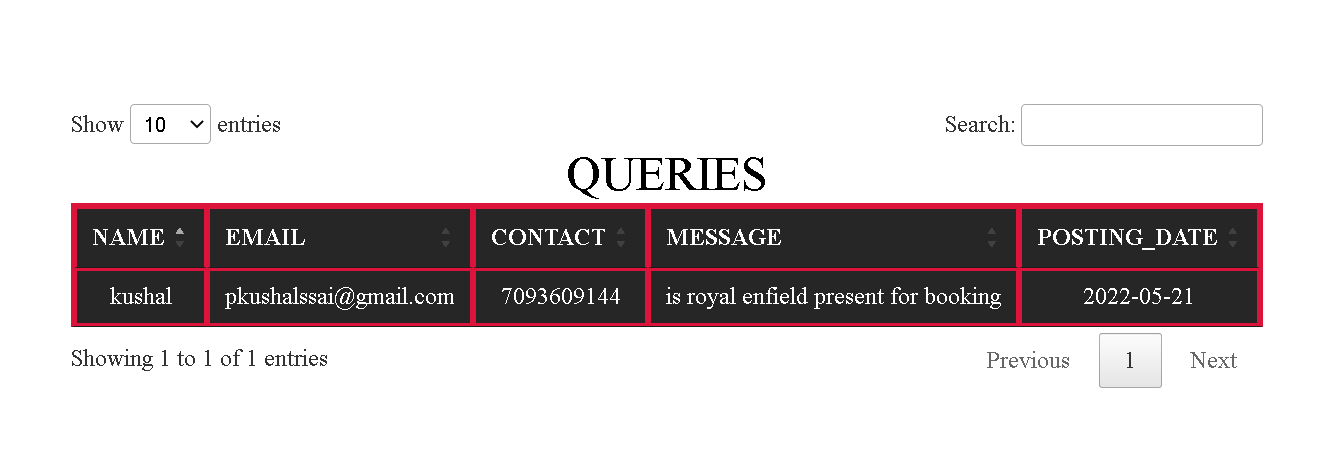 Show 10 entries Search:
QUERIES
NAME EMAIL CONTACT MESSAGE POSTING_DATE
kushal pkushalssai@gmail.com 7093609144 is royal enfield present for booking 2022-05-21
Showing 1 to 1 of 1 entries Previous 1 Next